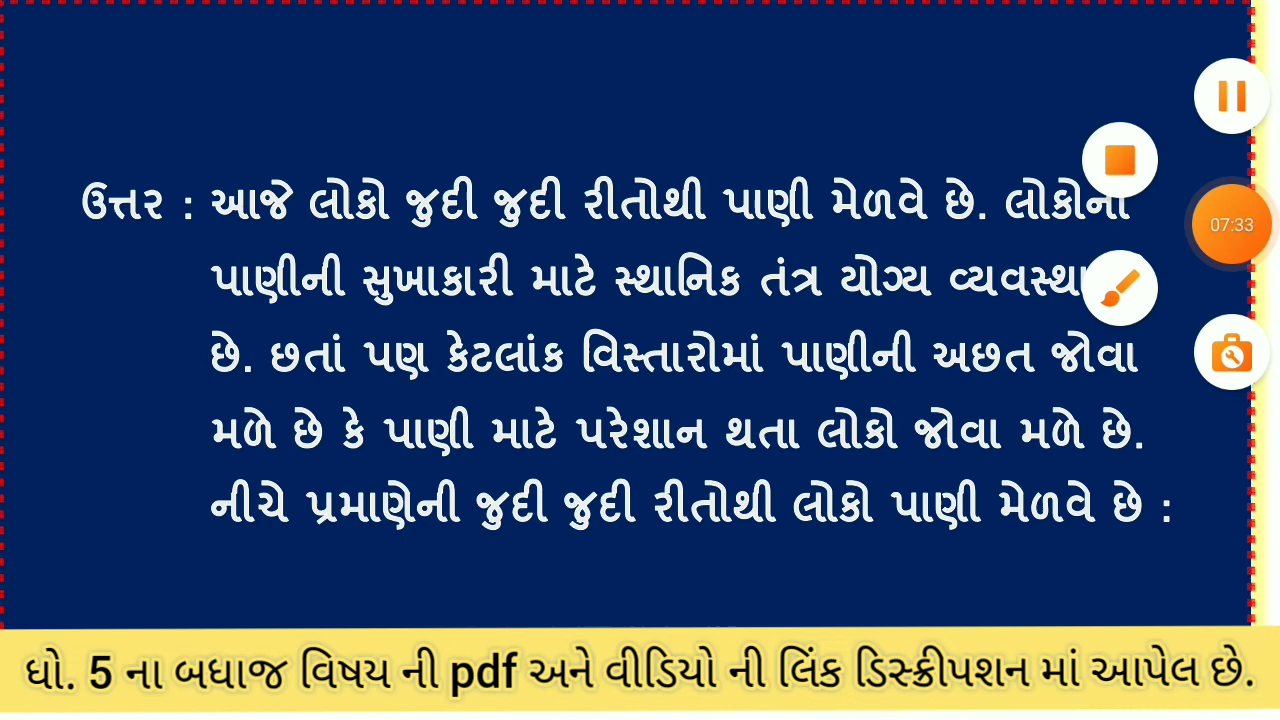 ઉત્તર : આજે લોકો જુદી જુદી રીતોથી પાણી મેળવે છે. લોકોની
પાણીની સુખાકારી માટે સ્થાનિક તંત્ર યોગ્ય
છે. છતાં પણ કેટલાંક વિસ્તારોમાં પાણીની અછત જોવા
મળે છે કે પાણી માટે પરેશાન થતા લોકો જોવા મળે છે.
નીચે પ્રમાણેની જુદી જુદી રીતોથી લોકો પાણી મેળવે છે :
07:33
ધો. 5 ના બધાજ વિષય ની pdf અને વીડિયો ની લિંક ડિસ્ક્રીપશન માં આપેલ છે.